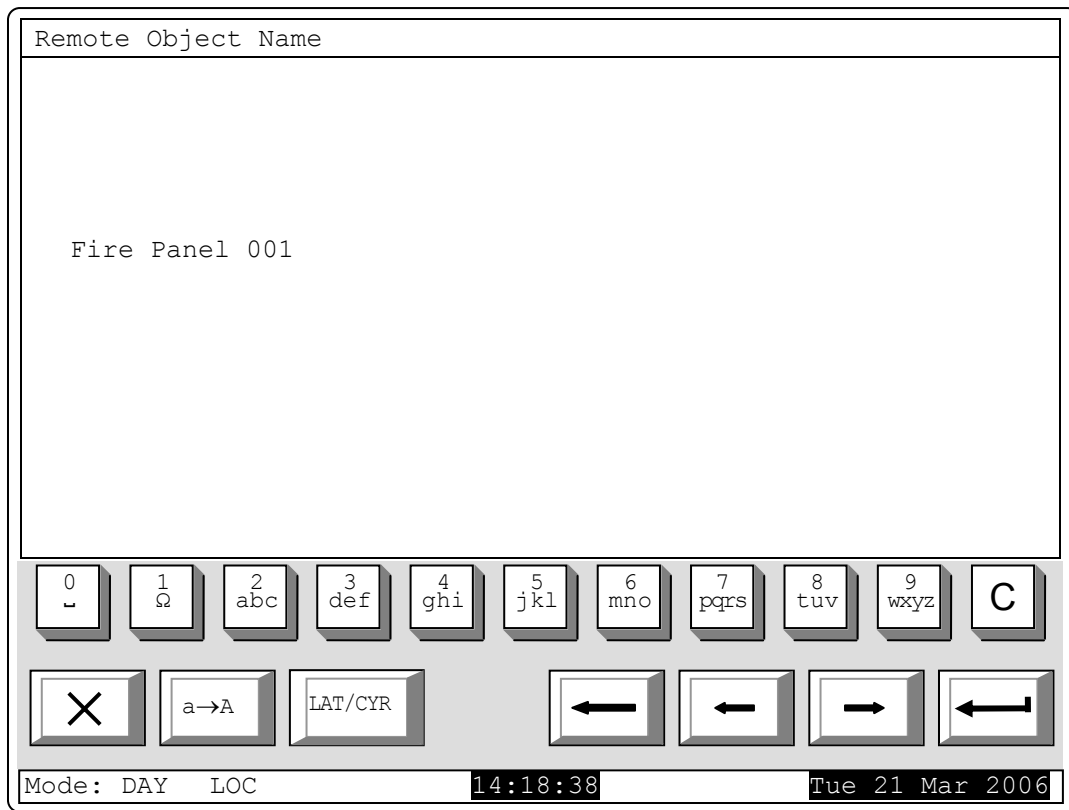 Remote Object Name
Fire Panel 001
0 1 2 3 4 5 6 7 8 9 C
␣ Ω abc def ghi jkl mno pqrs tuv wxyz
a→A LAT/CYR
Mode: DAY LOC 14:18:38 Tue 21 Mar 2006